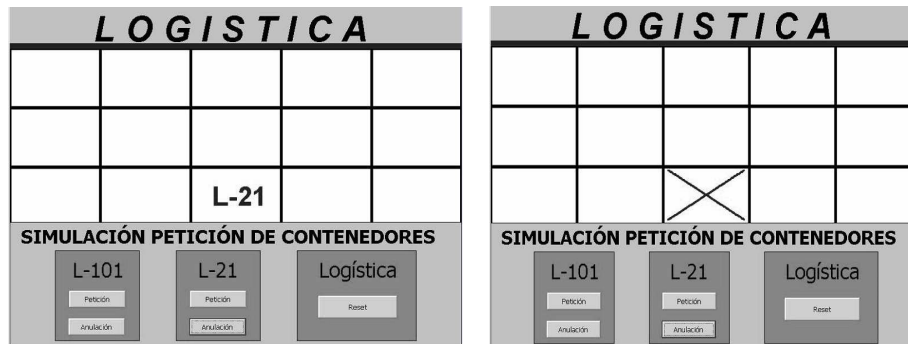 LOGISTICA
L-21
SIMULACIÓN PETICIÓN DE CONTENEDORES
L-101 L-21 Logística
Petición Petición Reset
Anulación Anulación
LOGISTICA
SIMULACIÓN PETICIÓN DE CONTENEDORES
L-101 L-21 Logística
Petición Petición Reset
Anulación Anulación